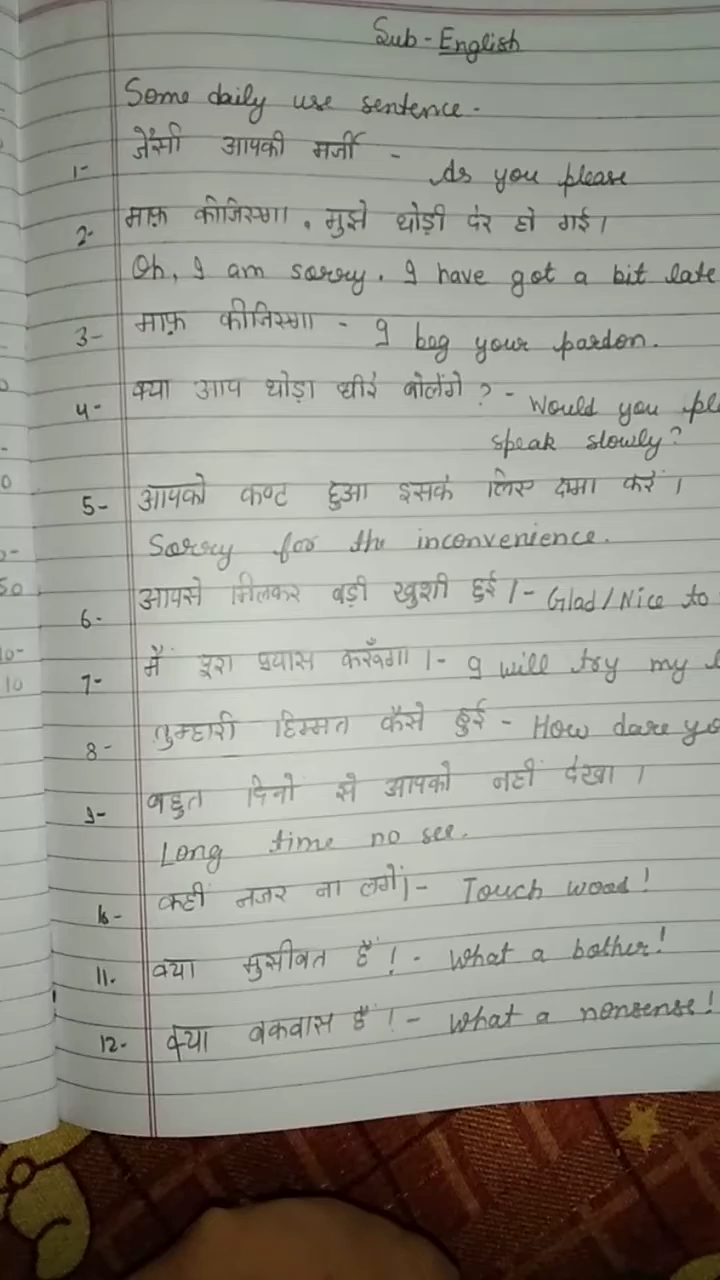 Sub-English
Some daily use sentence.
1- जैसी आपकी मर्जी - As you please
2- माफ़ कीजिएगा, मुझे थोड़ी देर हो गई।
Oh, I am sorry. I have got a bit late
3- माफ़ कीजिएगा - I beg your pardon.
4- क्या आप थोड़ा धीरे बोलेंगे ? - Would you
speak slowly?
5- आपको कष्ट हुआ इसके लिए क्षमा करें।
Sorry for the inconvenience.
6- आपसे मिलकर बड़ी खुशी हुई।- Glad/Nice to
7- मैं पूरा प्रयास करूँगा।- I will try my
8- तुम्हारी हिम्मत कैसे हुई - How dare
9- बहुत दिनों से आपको नहीं देखा।
Long time no see.
10- कहीं नजर ना लगें।- Touch wood!
11. क्या मुसीबत हैं! - What a bother!
12- क्या बकवास हैं! - What a nonsense!